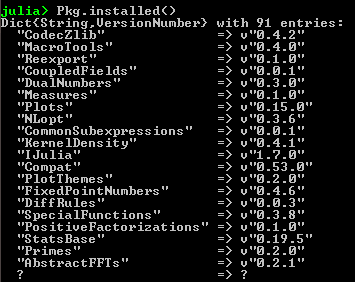 julia> Pkg.installed()
Dict{String,VersionNumber} with 91 entries:
"CodecZlib" => v"0.4.2"
"MacroTools" => v"0.4.0"
"Reexport" => v"0.1.0"
"CoupledFields" => v"0.0.1"
"DualNumbers" => v"0.3.0"
"Measures" => v"0.1.0"
"Plots" => v"0.15.0"
"NLopt" => v"0.3.6"
"CommonSubexpressions" => v"0.0.1"
"KernelDensity" => v"0.4.1"
"IJulia" => v"1.7.0"
"Compat" => v"0.53.0"
"PlotThemes" => v"0.2.0"
"FixedPointNumbers" => v"0.4.6"
"DiffRules" => v"0.0.3"
"SpecialFunctions" => v"0.3.8"
"PositiveFactorizations" => v"0.1.0"
"StatsBase" => v"0.19.5"
"Primes" => v"0.2.0"
"AbstractFFTs" => v"0.2.1"
? => ?